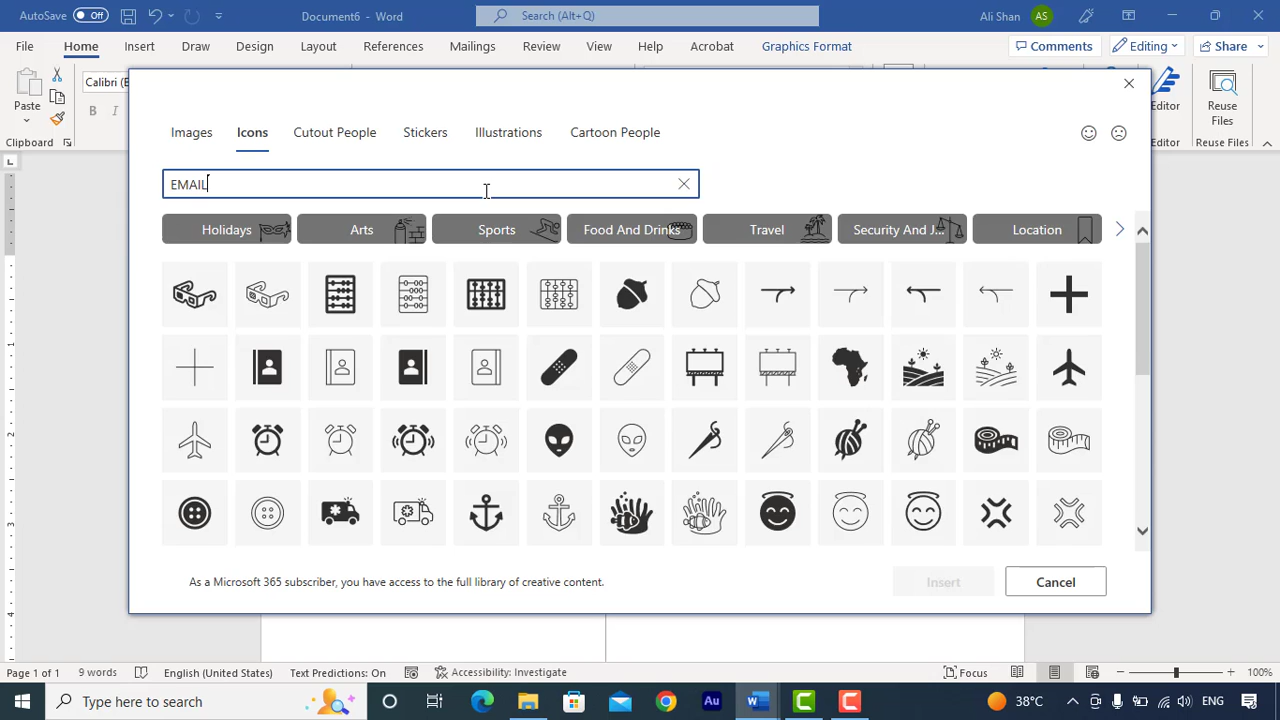 AutoSave Off Document6 - Word Search (Alt+Q) Ali Shan AS
File Home Insert Draw Design Layout References Mailings Review View Help Acrobat Graphics Format Comments Editing Share
Paste Calibri (B Editor Reuse Files
B I
Clipboard Editor Reuse Files
Images Icons Cutout People Stickers Illustrations Cartoon People
EMAIL
Holidays Arts Sports Food And Drinks Travel Security And J... Location
As a Microsoft 365 subscriber, you have access to the full library of creative content. Insert Cancel
Page 1 of 1 9 words English (United States) Text Predictions: On Accessibility: Investigate Focus 100%
Type here to search Au 38°C ENG